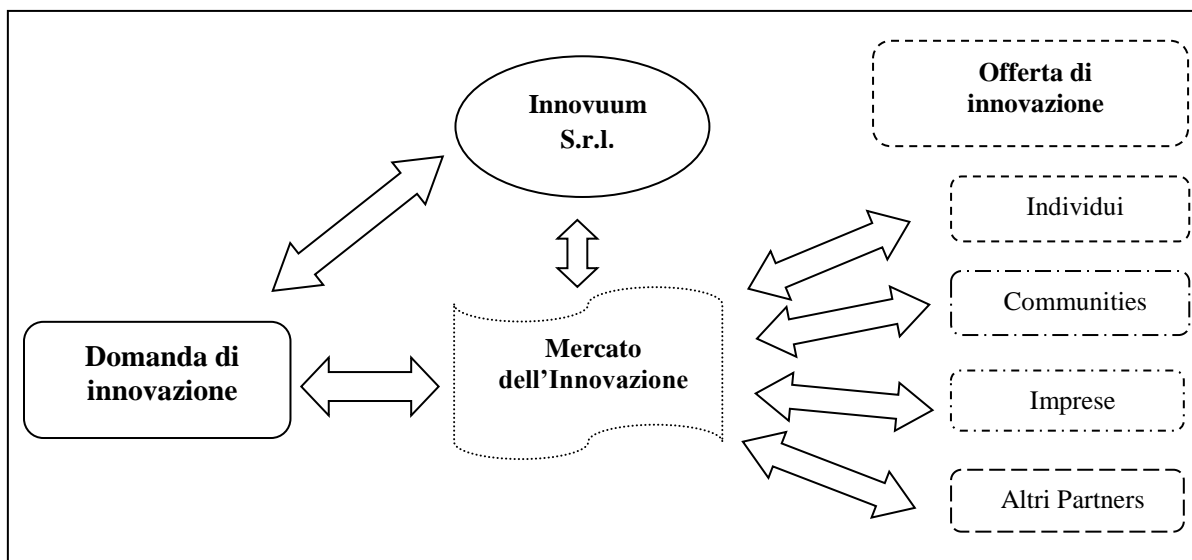 Innovuum
S.r.l.
Offerta di
innovazione
Individui
Communities
Domanda di
innovazione
Mercato
dell’Innovazione
Imprese
Altri Partners